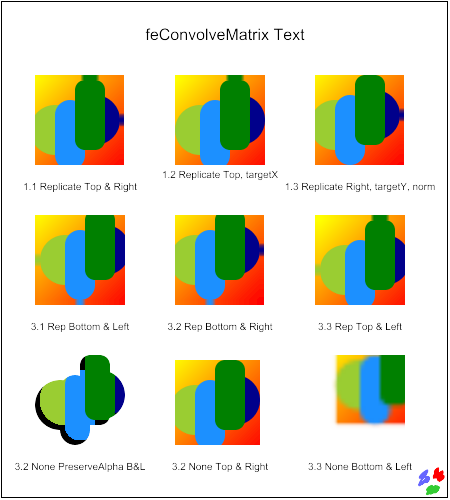 feConvolveMatrix Text
1.1 Replicate Top & Right
1.2 Replicate Top, targetX
1.3 Replicate Right, targetY, norm
3.1 Rep Bottom & Left
3.2 Rep Bottom & Right
3.3 Rep Top & Left
3.2 None PreserveAlpha B&L
3.2 None Top & Right
3.3 None Bottom & Left